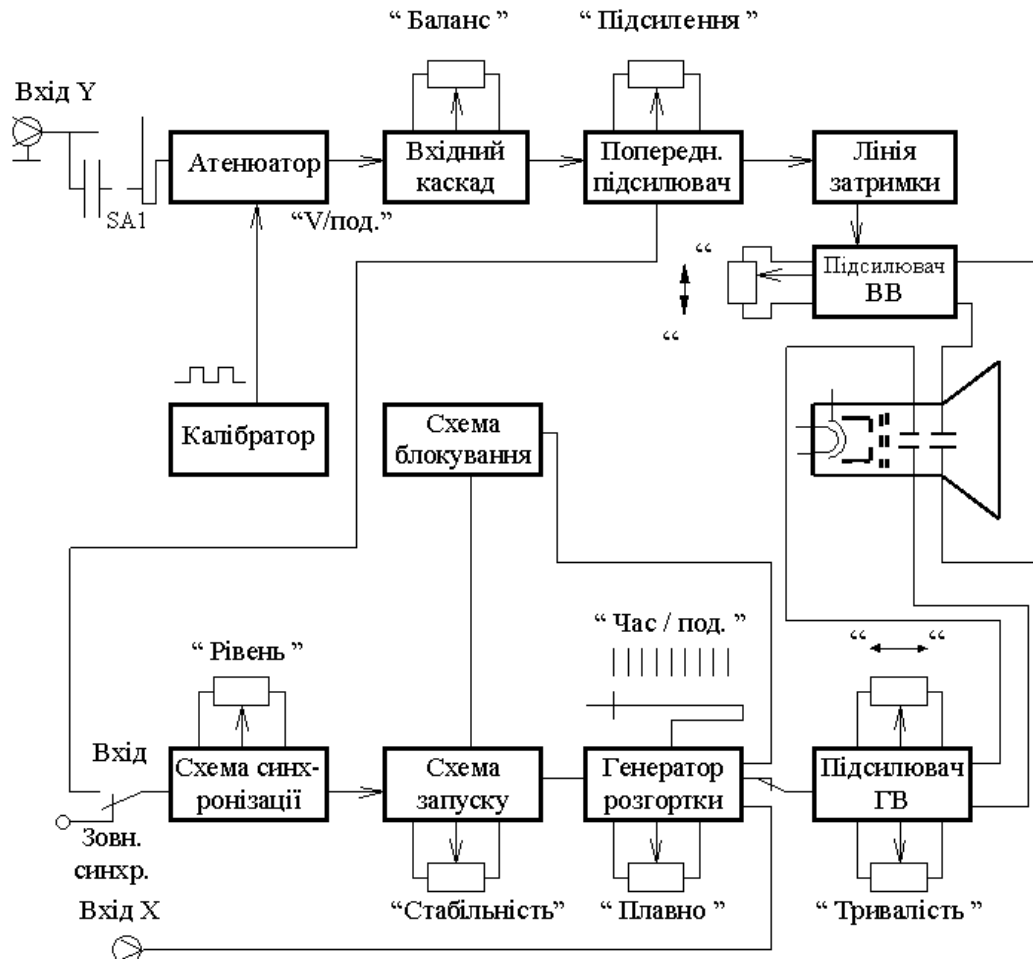 “ Баланс ”
“ Підсилення ”
Вхід Y
Атенюатор
Вхідний
каскад
Попередн.
підсилювач
Лінія
затримки
SA1
“V/под.”
“
“
Підсилювач
ВВ
Калібратор
Схема
блокування
“ Час / под. ”
“ “
“ Рівень ”
Вхід
Схема синх-
ронізації
Схема
запуску
Генератор
розгортки
Підсилювач
ГВ
Зовн.
синхр.
“Стабільність”
“ Плавно ”
“ Тривалість ”
Вхід X